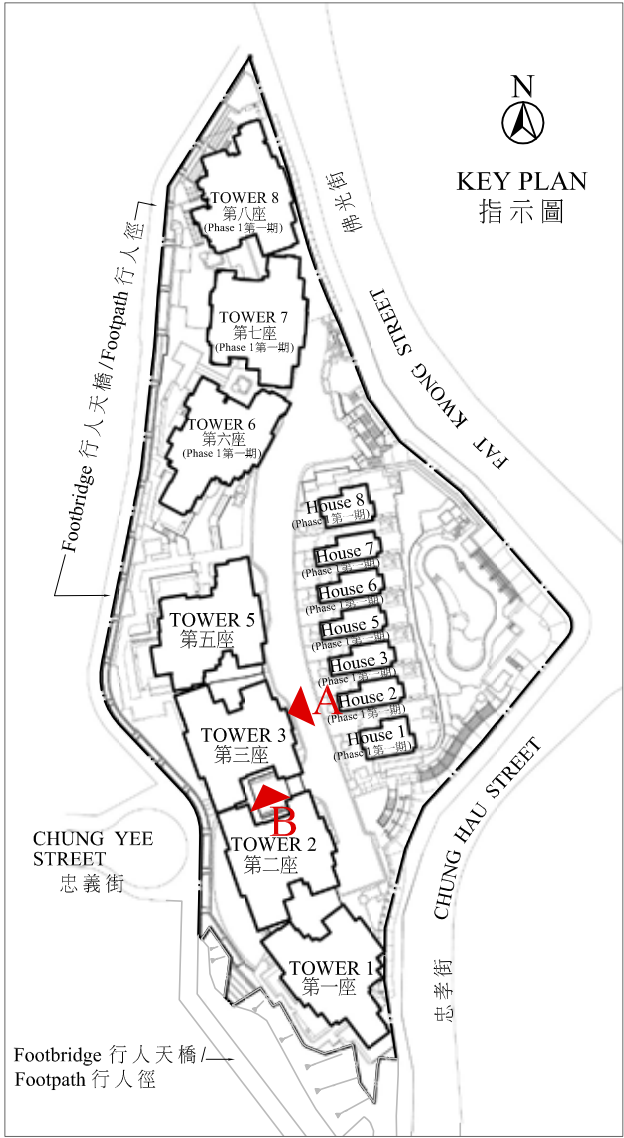 N
KEY PLAN
指示圖
佛光街
FAT KWONG STREET
Footbridge 行人天橋/Footpath 行人徑
TOWER 8
第八座
(Phase 1第一期)
TOWER 7
第七座
(Phase 1第一期)
TOWER 6
第六座
(Phase 1第一期)
House 8
(Phase 1第一期)
House 7
(Phase 1第一期)
House 6
(Phase 1第一期)
House 5
(Phase 1第一期)
House 3
(Phase 1第一期)
House 2
(Phase 1第一期)
House 1
(Phase 1第一期)
TOWER 5
第五座
A
TOWER 3
第三座
B
TOWER 2
第二座
TOWER 1
第一座
CHUNG YEE
STREET
忠義街
CHUNG HAU STREET
忠孝街
Footbridge 行人天橋/
Footpath 行人徑